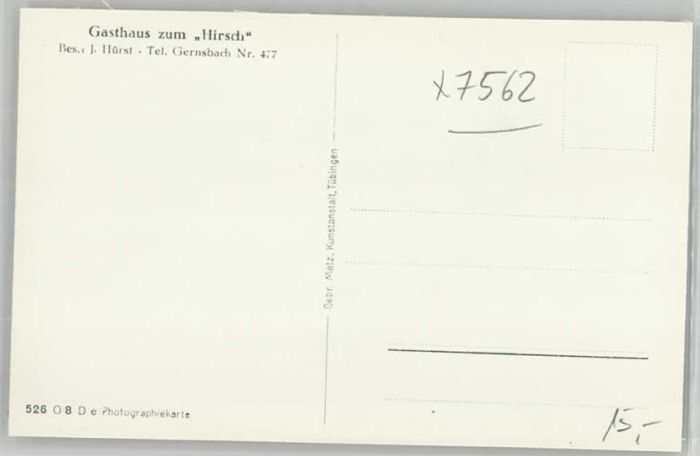 Gasthaus zum „Hirsch“
Bes.: J. Hürst · Tel. Gernsbach Nr. 477
x7562
Gebr. Metz, Kunstanstalt, Tübingen
526 O 8 D e Photographiekarte
15,-